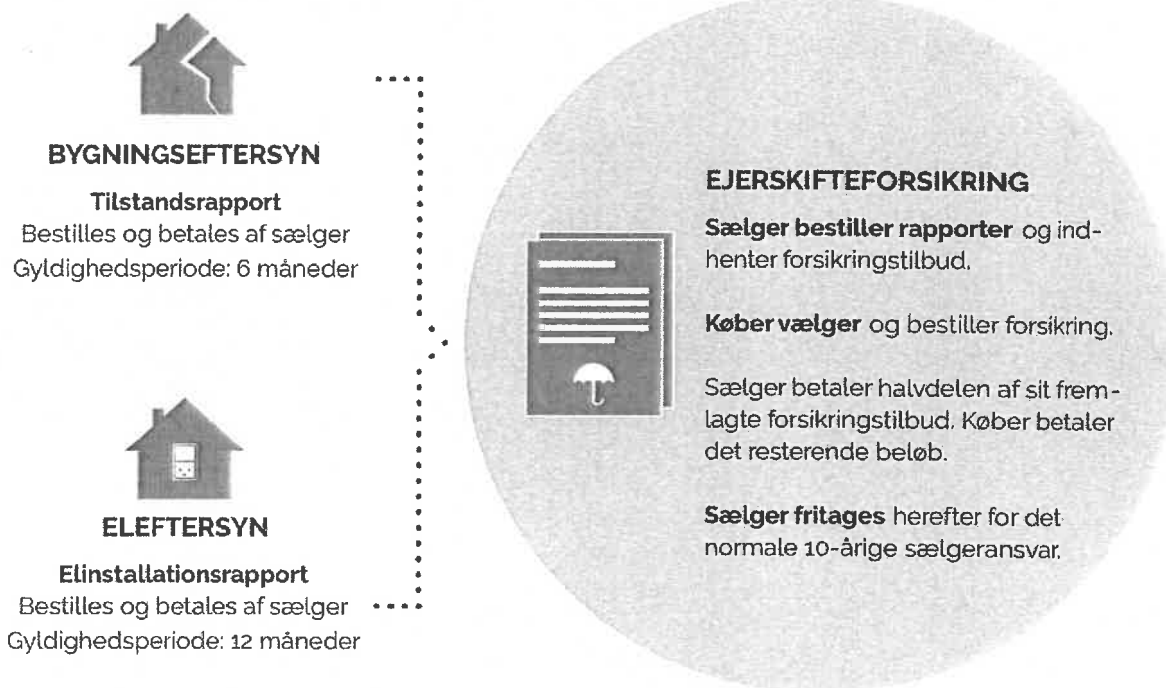 BYGNINGSEFTERSYN
Tilstandsrapport
Bestilles og betales af sælger
Gyldighedsperiode: 6 måneder
ELEFTERSYN
Elinstallationsrapport
Bestilles og betales af sælger
Gyldighedsperiode: 12 måneder
EJERSKIFTEFORSIKRING
Sælger bestiller rapporter og ind-
henter forsikringstilbud.
Køber vælger og bestiller forsikring.
Sælger betaler halvdelen af sit frem-
lagte forsikringstilbud. Køber betaler
det resterende beløb.
Sælger fritages herefter for det
normale 10-årige sælgeransvar.